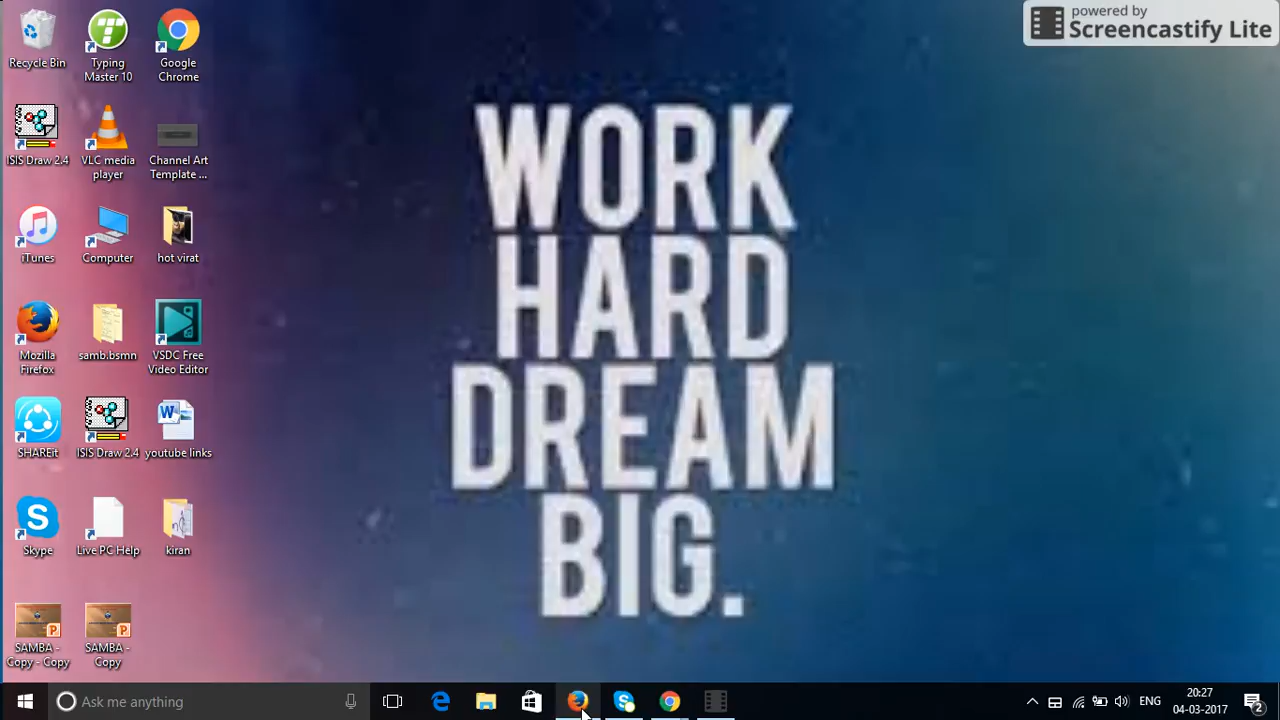 powered by
Screencastify Lite
Recycle Bin
Typing
Master 10
Google
Chrome
ISIS Draw 2.4
VLC media
player
Channel Art
Template ...
iTunes
Computer
hot virat
Mozilla
Firefox
samb.bsmn
VSDC Free
Video Editor
SHAREit
ISIS Draw 2.4
youtube links
Skype
Live PC Help
kiran
SAMBA -
Copy - Copy
SAMBA -
Copy
WORK
HARD
DREAM
BIG.
Ask me anything
ENG
20:27
04-03-2017
2